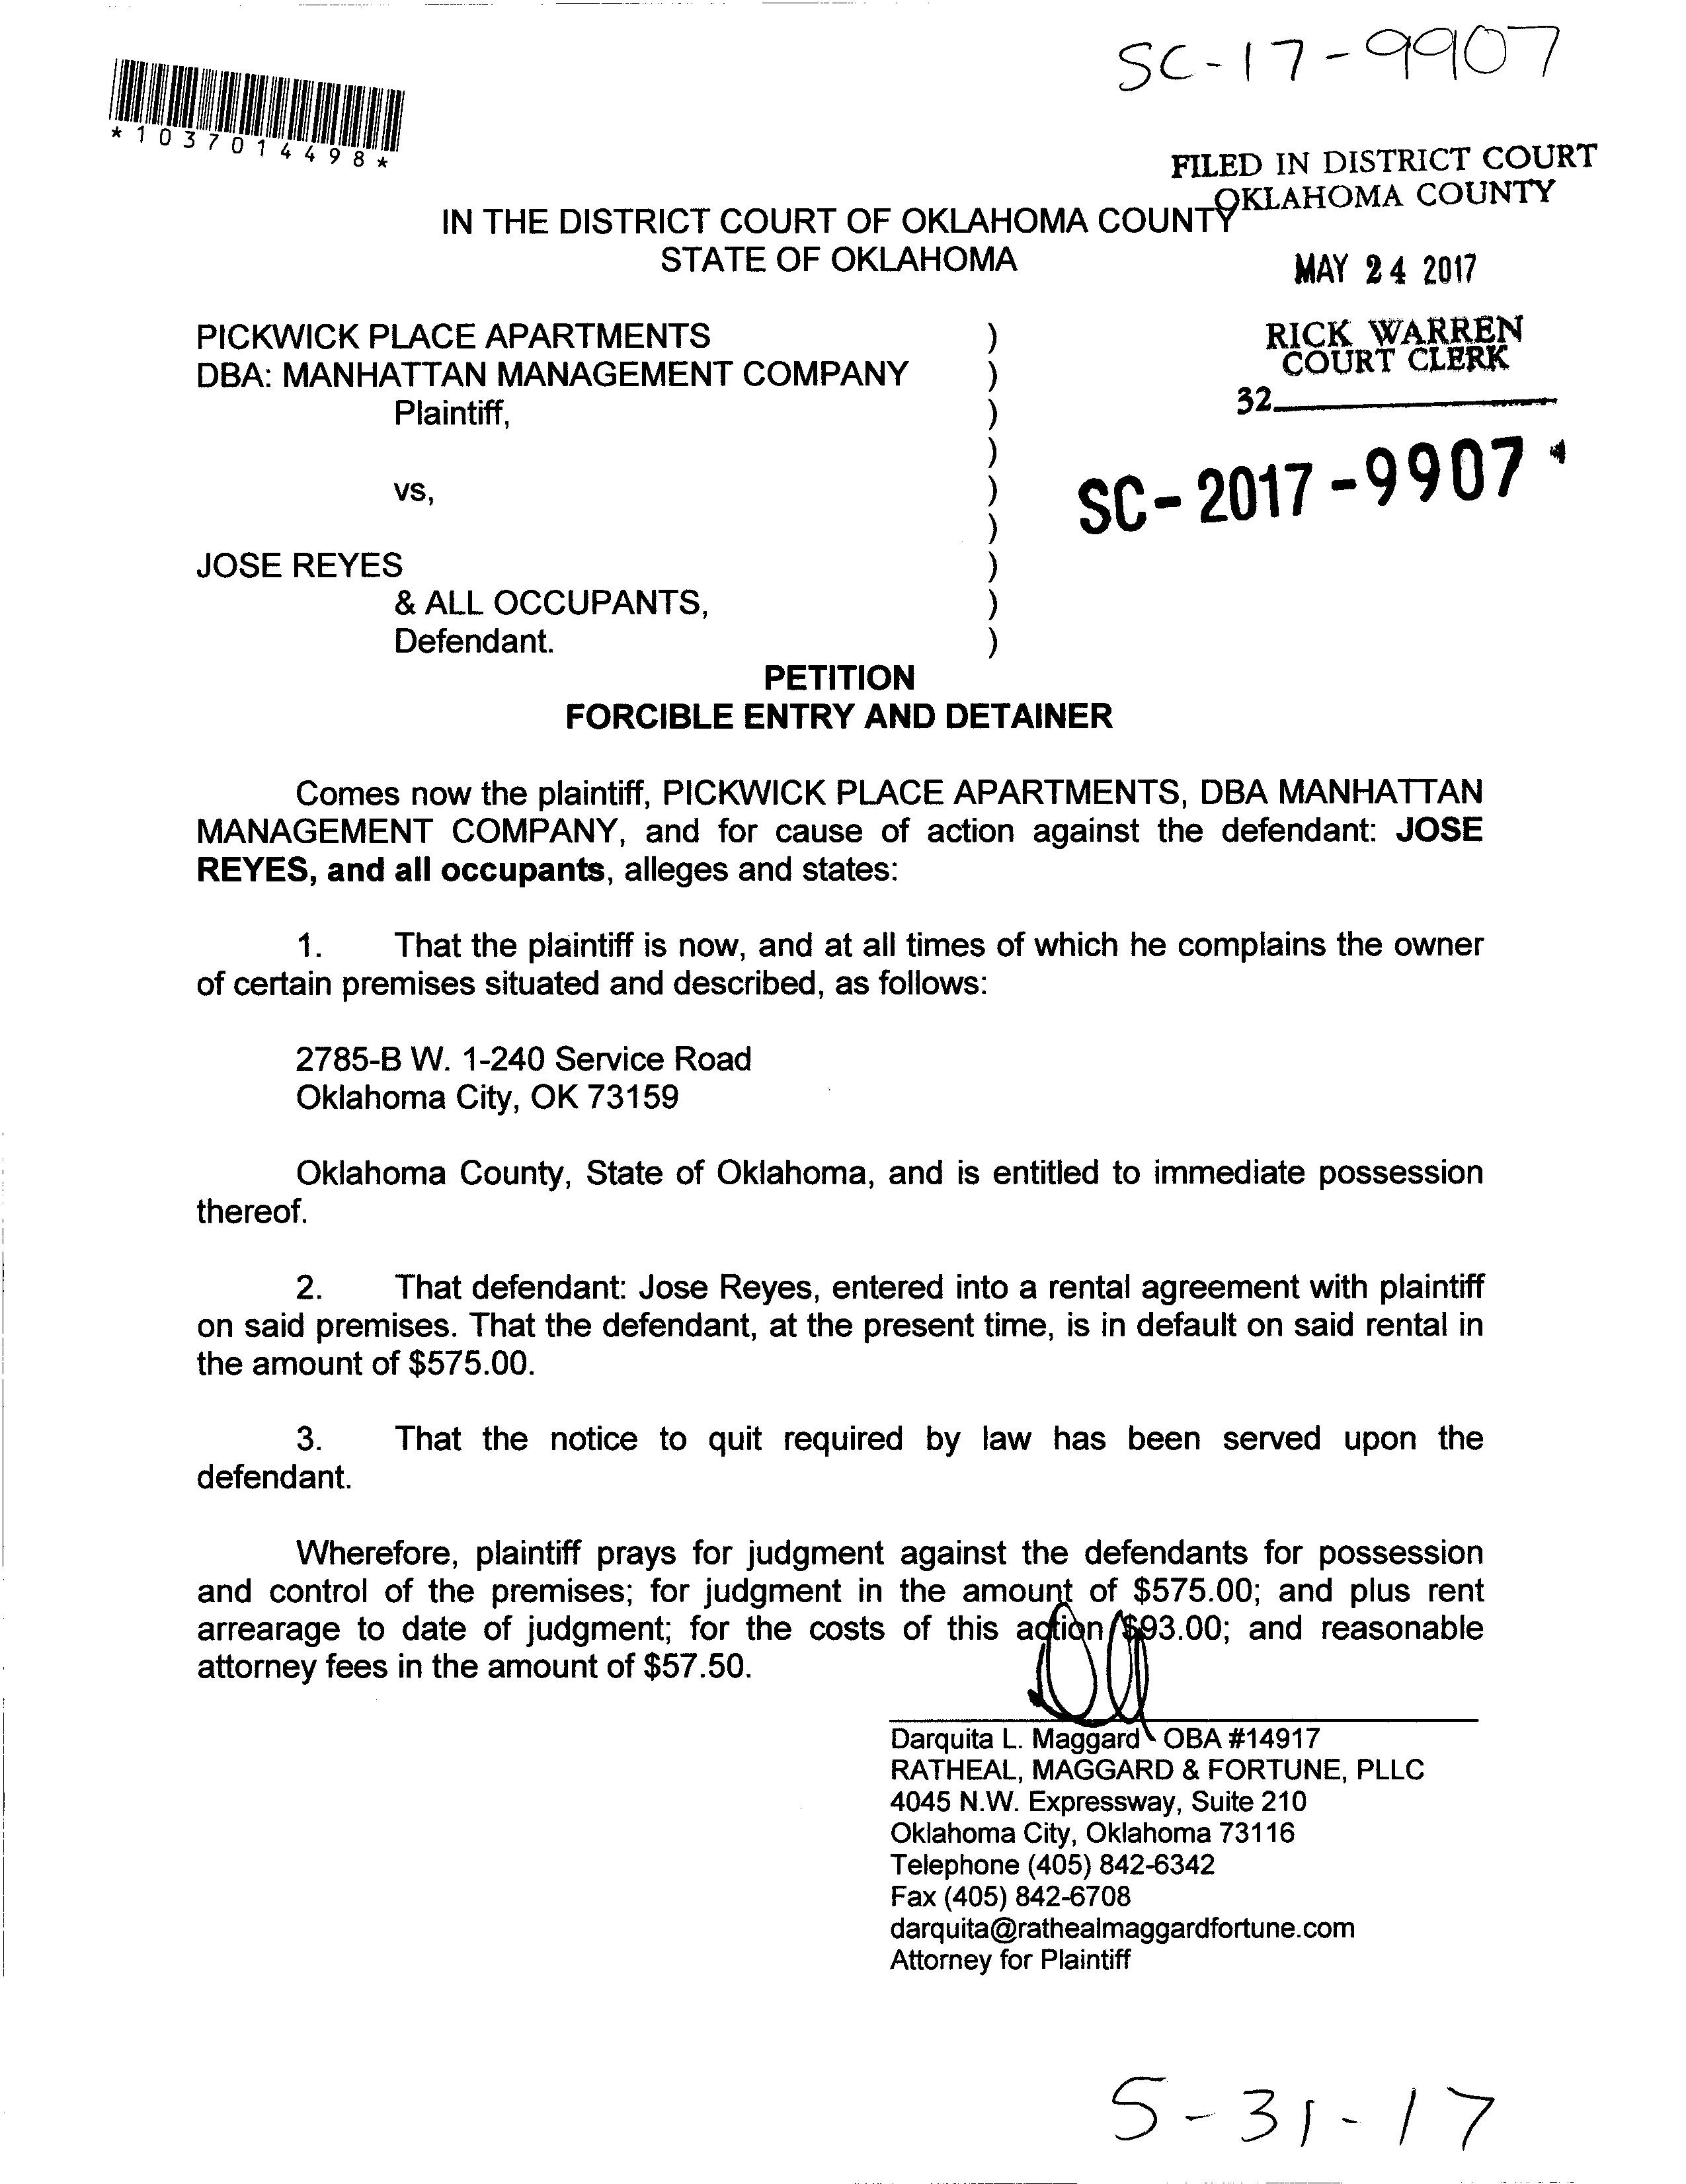 SC-17-9907
*1037014498*
FILED IN DISTRICT COURT
OKLAHOMA COUNTY
IN THE DISTRICT COURT OF OKLAHOMA COUNTY
STATE OF OKLAHOMA
MAY 24 2017
PICKWICK PLACE APARTMENTS )
DBA: MANHATTAN MANAGEMENT COMPANY )
Plaintiff, )
)
vs, )
)
JOSE REYES )
& ALL OCCUPANTS, )
Defendant. )
RICK WARREN
COURT CLERK
32
SC-2017-9907
PETITION
FORCIBLE ENTRY AND DETAINER
Comes now the plaintiff, PICKWICK PLACE APARTMENTS, DBA MANHATTAN
MANAGEMENT COMPANY, and for cause of action against the defendant: JOSE
REYES, and all occupants, alleges and states:
1. That the plaintiff is now, and at all times of which he complains the owner
of certain premises situated and described, as follows:
2785-B W. 1-240 Service Road
Oklahoma City, OK 73159
Oklahoma County, State of Oklahoma, and is entitled to immediate possession
thereof.
2. That defendant: Jose Reyes, entered into a rental agreement with plaintiff
on said premises. That the defendant, at the present time, is in default on said rental in
the amount of $575.00.
3. That the notice to quit required by law has been served upon the
defendant.
Wherefore, plaintiff prays for judgment against the defendants for possession
and control of the premises; for judgment in the amount of $575.00; and plus rent
arrearage to date of judgment; for the costs of this action $93.00; and reasonable
attorney fees in the amount of $57.50.
Darquita L. Maggard OBA #14917
RATHEAL, MAGGARD & FORTUNE, PLLC
4045 N.W. Expressway, Suite 210
Oklahoma City, Oklahoma 73116
Telephone (405) 842-6342
Fax (405) 842-6708
darquita@rathealmaggardfortune.com
Attorney for Plaintiff
5-31-17